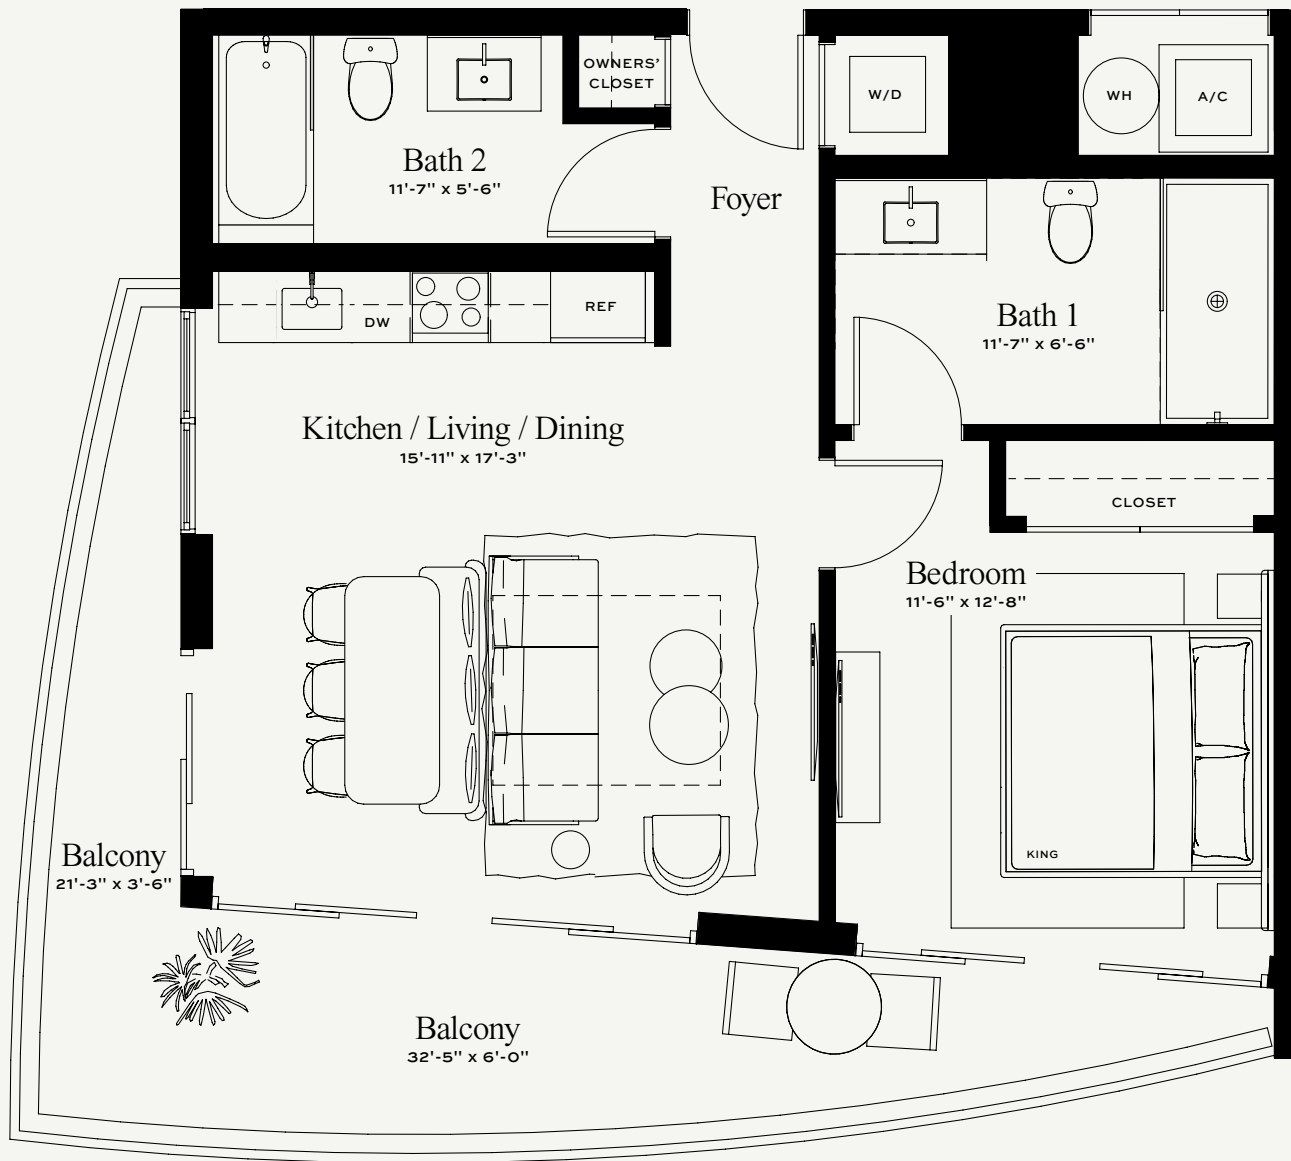 OWNERS'
CLOSET
W/D
WH
A/C
Bath 2
11'-7" x 5'-6"
Foyer
REF
DW
Bath 1
11'-7" x 6'-6"
Kitchen / Living / Dining
15'-11" x 17'-3"
CLOSET
Bedroom
11'-6" x 12'-8"
KING
Balcony
21'-3" x 3'-6"
Balcony
32'-5" x 6'-0"